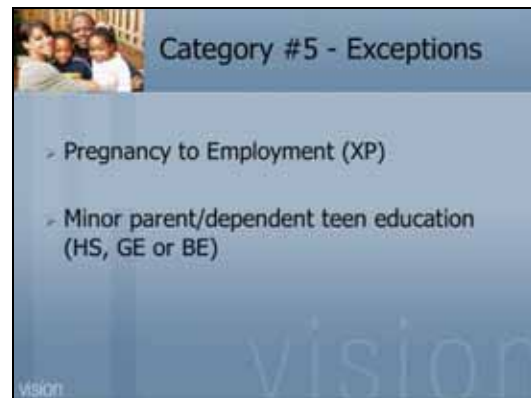 Category #5 - Exceptions
Pregnancy to Employment (XP)
Minor parent/dependent teen education
(HS, GE or BE)
vision
vision